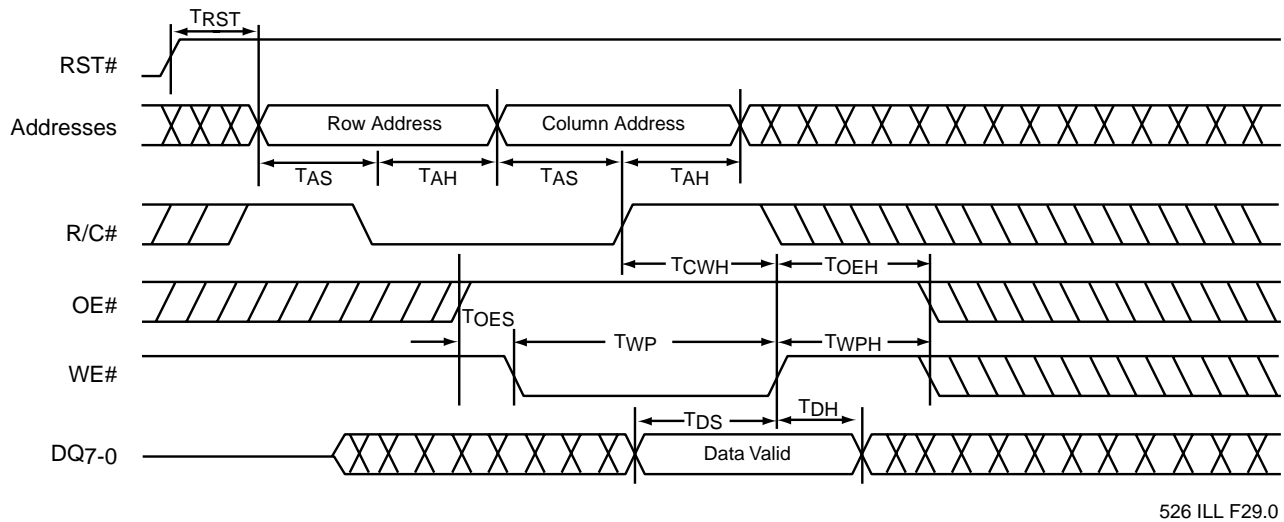 TRST
RST#
Addresses
Row Address
Column Address
TAS
TAH
TAS
TAH
R/C#
TCWH
TOEH
OE#
TOES
TWP
TWPH
WE#
TDS
TDH
DQ7-0
Data Valid
526 ILL F29.0